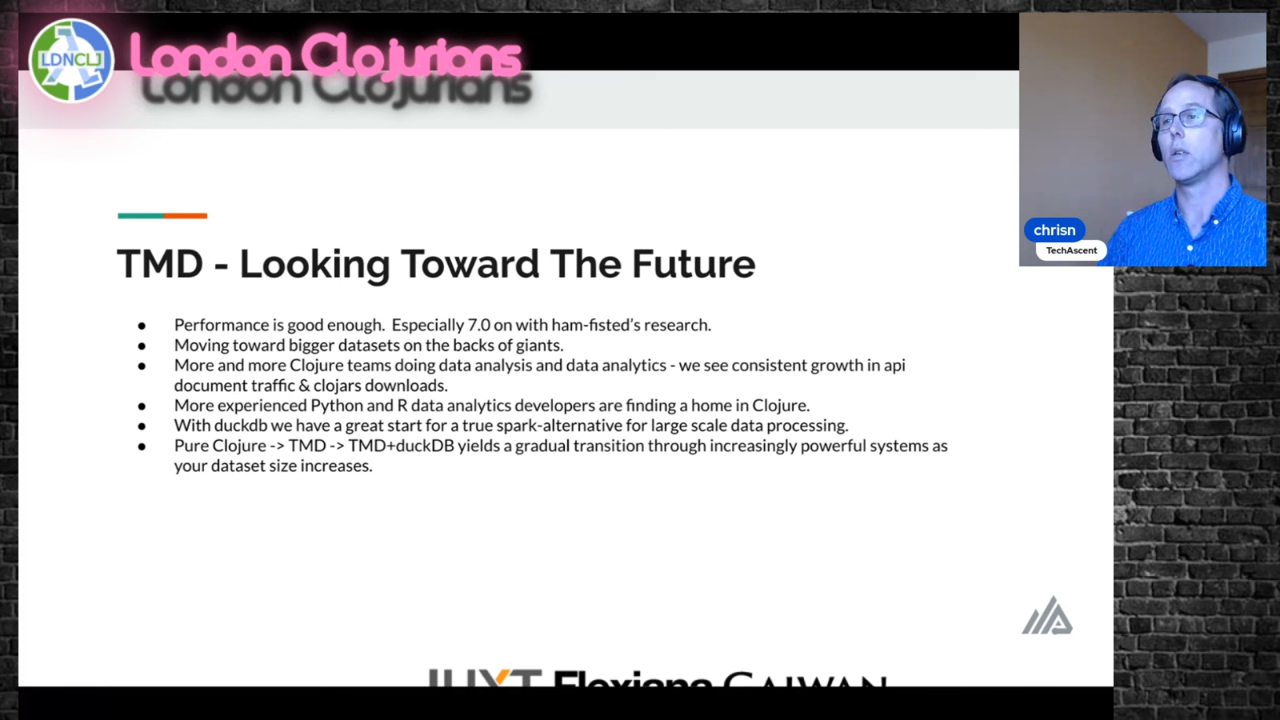 LDNCLJ
London Clojurians
chrisn
TechAscent
TMD - Looking Toward The Future
● Performance is good enough.  Especially 7.0 on with ham-fisted's research.
● Moving toward bigger datasets on the backs of giants.
● More and more Clojure teams doing data analysis and data analytics - we see consistent growth in api
document traffic & clojars downloads.
● More experienced Python and R data analytics developers are finding a home in Clojure.
● With duckdb we have a great start for a true spark-alternative for large scale data processing.
● Pure Clojure -> TMD -> TMD+duckDB yields a gradual transition through increasingly powerful systems as
your dataset size increases.
JUXT Flexiana GAIWAN